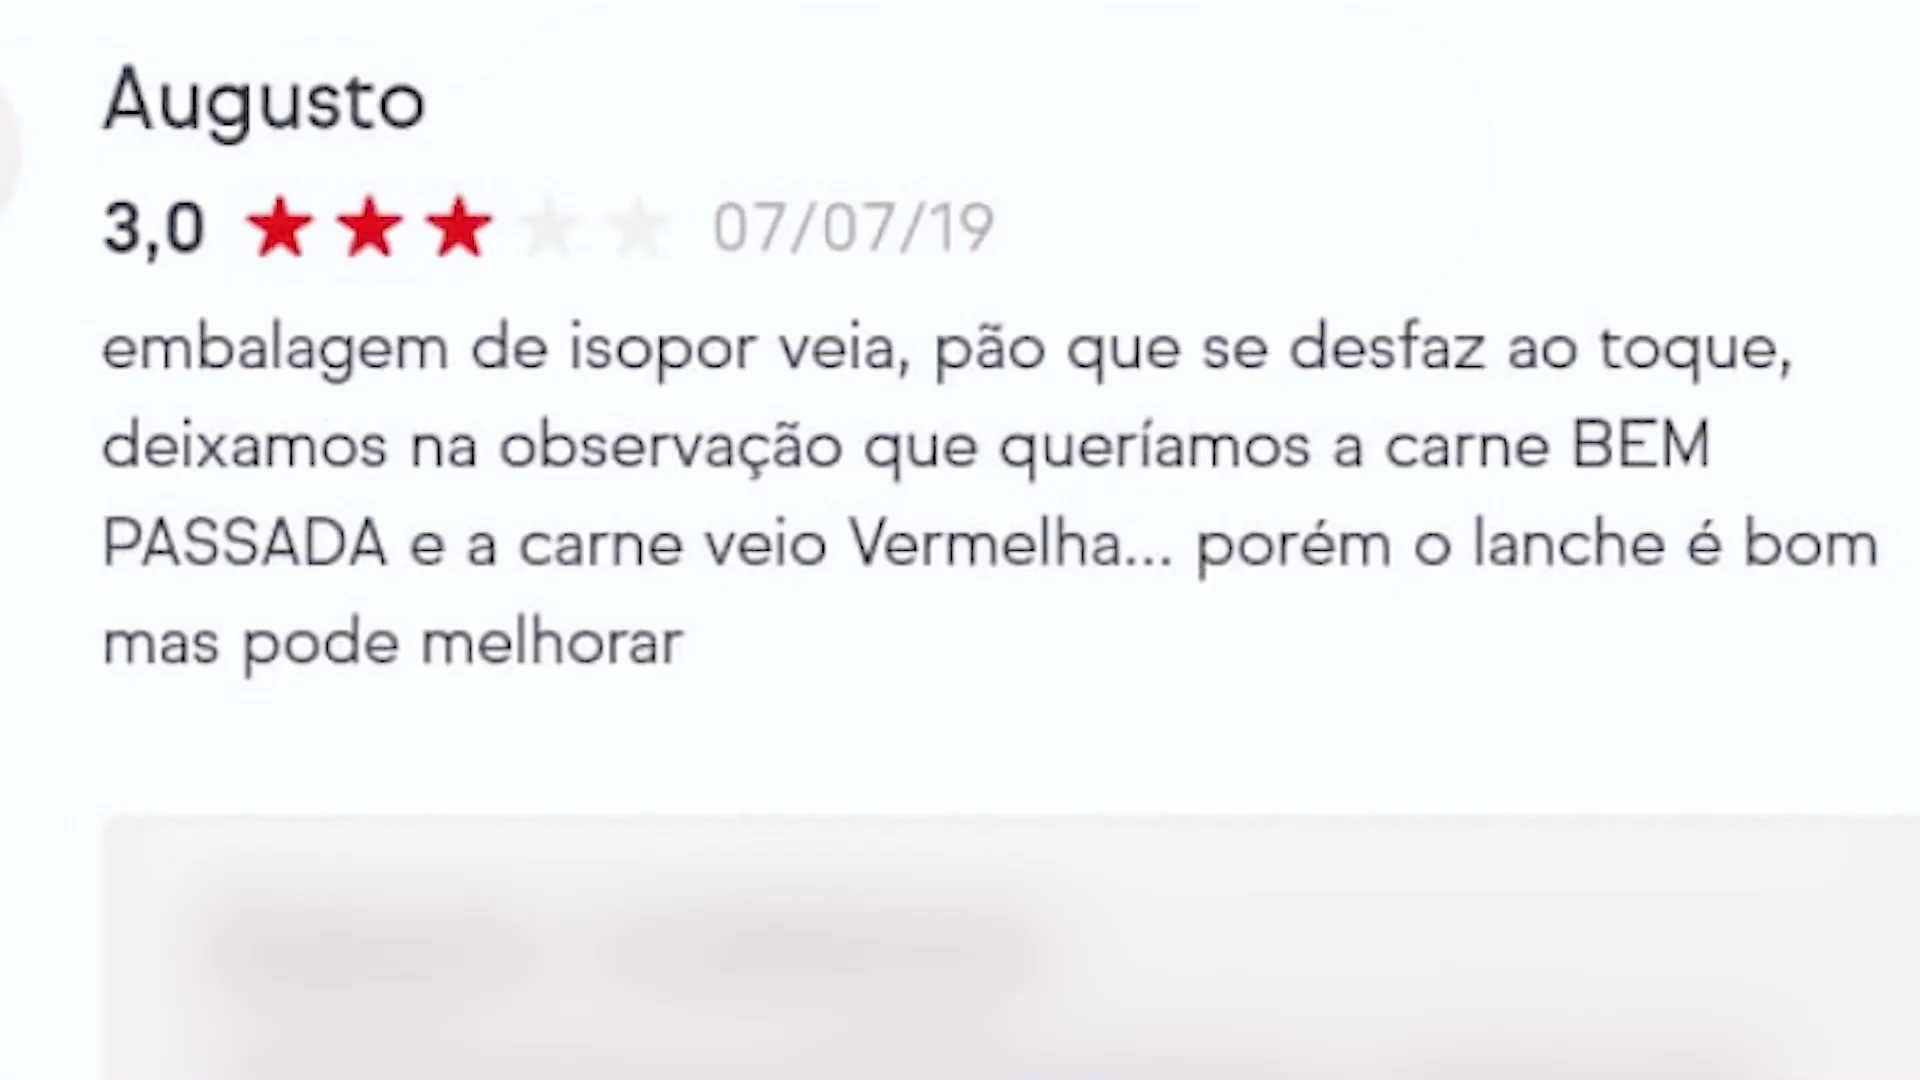 Augusto
3,0 07/07/19
embalagem de isopor veia, pão que se desfaz ao toque,
deixamos na observação que queríamos a carne BEM
PASSADA e a carne veio Vermelha... porém o lanche é bom
mas pode melhorar